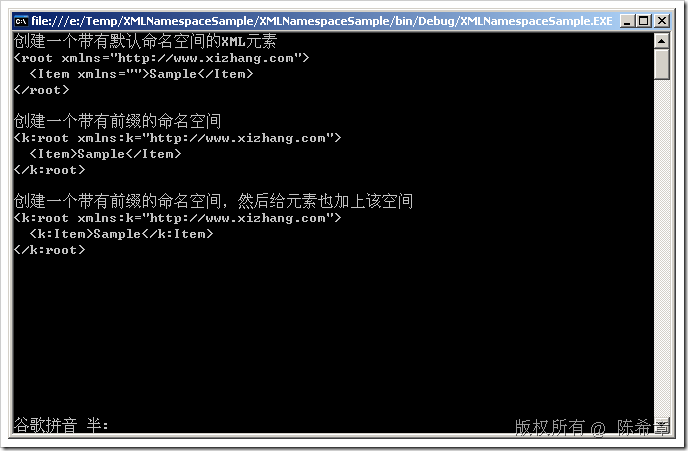 file:///e:/Temp/XMLNamespaceSample/XMLNamespaceSample/bin/Debug/XMLNamespaceSample.EXE
创建一个带有默认命名空间的XML元素
<root xmlns="http://www.xizhang.com">
  <Item xmlns="">Sample</Item>
</root>
创建一个带有前缀的命名空间
<k:root xmlns:k="http://www.xizhang.com">
  <Item>Sample</Item>
</k:root>
创建一个带有前缀的命名空间，然后给元素也加上该空间
<k:root xmlns:k="http://www.xizhang.com">
  <k:Item>Sample</k:Item>
</k:root>
谷歌拼音 半:
版权所有 @ 陈希章